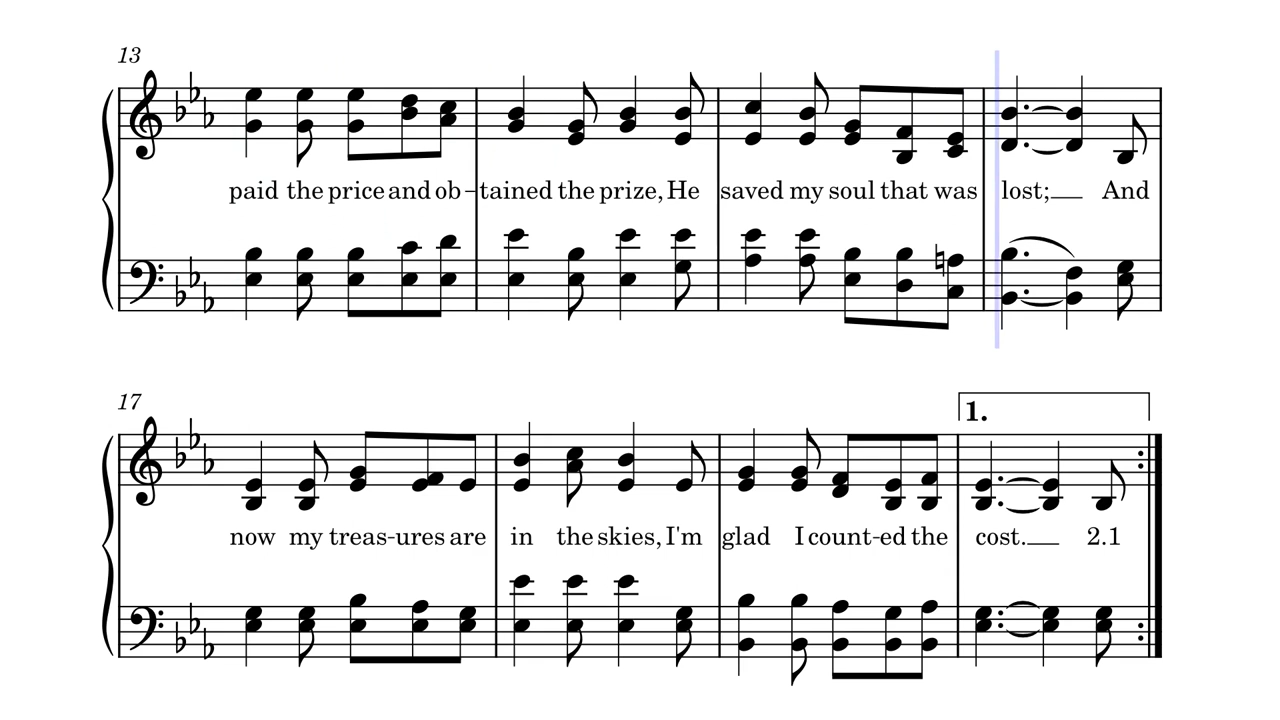 13
paid the price and ob-tained the prize, He saved my soul that was lost; And
17
1.
now my treas-ures are in the skies, I'm glad I count-ed the cost. 2.1